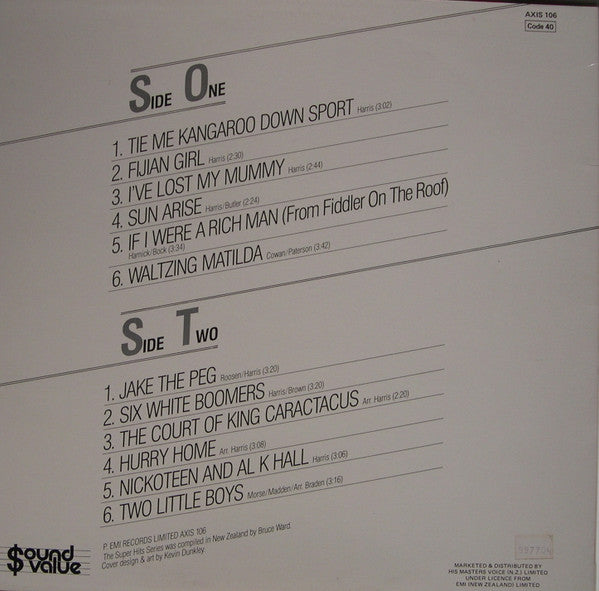 AXIS 106
Code 40
SIDE ONE
1. TIE ME KANGAROO DOWN SPORT Harris (3:02)
2. FIJIAN GIRL Harris (2:30)
3. I'VE LOST MY MUMMY Harris (2:44)
4. SUN ARISE Harris/Butler (2:24)
5. IF I WERE A RICH MAN (From Fiddler On The Roof)
Harnick/Bock (3:34)
6. WALTZING MATILDA Cowan/Paterson (3:42)
SIDE TWO
1. JAKE THE PEG Roosen/Harris (3:20)
2. SIX WHITE BOOMERS Harris/Brown (3:20)
3. THE COURT OF KING CARACTACUS Arr. Harris (2:20)
4. HURRY HOME Arr. Harris (3:08)
5. NICKOTEEN AND AL K HALL Harris (3:06)
6. TWO LITTLE BOYS Morse/Madden/Arr. Braden (3:16)
P. EMI RECORDS LIMITED AXIS 106
The Super Hits Series was compiled in New Zealand by Bruce Ward.
Cover design & art by Kevin Dunkley.
$ound
value
MARKETED & DISTRIBUTED BY
HIS MASTERS VOICE (N.Z.) LIMITED
UNDER LICENCE FROM
EMI (NEW ZEALAND) LIMITED